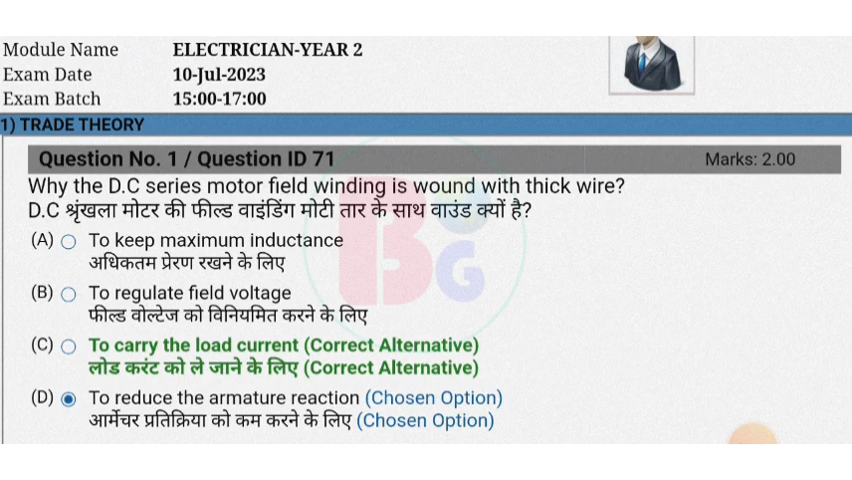 Module Name ELECTRICIAN-YEAR 2
Exam Date 10-Jul-2023
Exam Batch 15:00-17:00
1) TRADE THEORY
Question No. 1 / Question ID 71 Marks: 2.00
Why the D.C series motor field winding is wound with thick wire?
D.C श्रृंखला मोटर की फील्ड वाइंडिंग मोटी तार के साथ वाउंड क्यों है?
(A) To keep maximum inductance
अधिकतम प्रेरण रखने के लिए
(B) To regulate field voltage
फील्ड वोल्टेज को विनियमित करने के लिए
(C) To carry the load current (Correct Alternative)
लोड करंट को ले जाने के लिए (Correct Alternative)
(D) To reduce the armature reaction (Chosen Option)
आर्मेचर प्रतिक्रिया को कम करने के लिए (Chosen Option)
B G